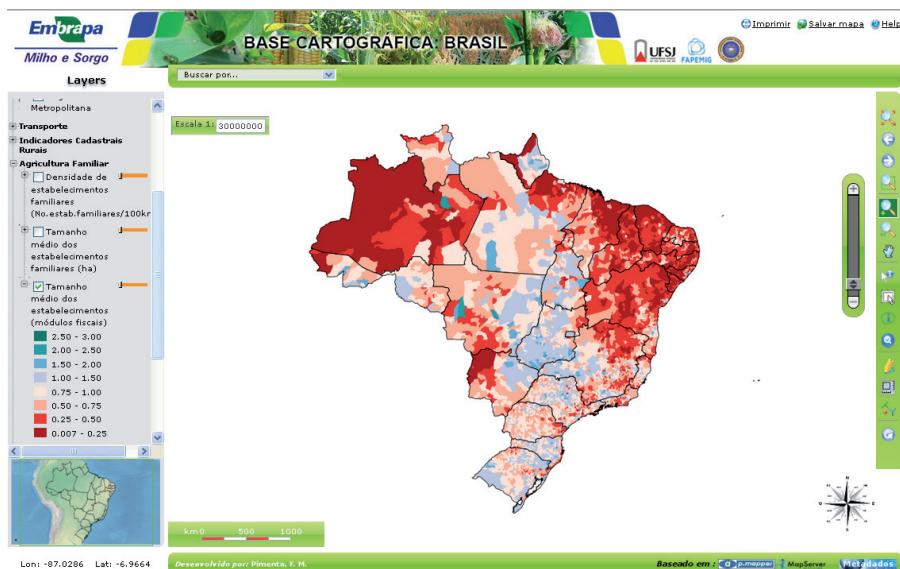 Embrapa
Milho e Sorgo
BASE CARTOGRÁFICA: BRASIL
UFSJ
FAPEMIG
Imprimir Salvar mapa Help
Layers
Buscar por...
Metropolitana
Transporte
Indicadores Cadastrais
Rurais
Agricultura Familiar
Densidade de
estabelecimentos
familiares
(No.estab.familiares/100kr
Tamanho
médio dos
estabelecimentos
familiares (ha)
Tamanho
médio dos
estabelecimentos
(módulos fiscais)
2.50 - 3.00
2.00 - 2.50
1.50 - 2.00
1.00 - 1.50
0.75 - 1.00
0.50 - 0.75
0.25 - 0.50
0.007 - 0.25
Escala 1: 30000000
km0 500 1000
Lon: -87.0286 Lat: -6.9664
Desenvolvido por: Pimenta, F. M.
Baseado em : p.mapper MapServer Metadados